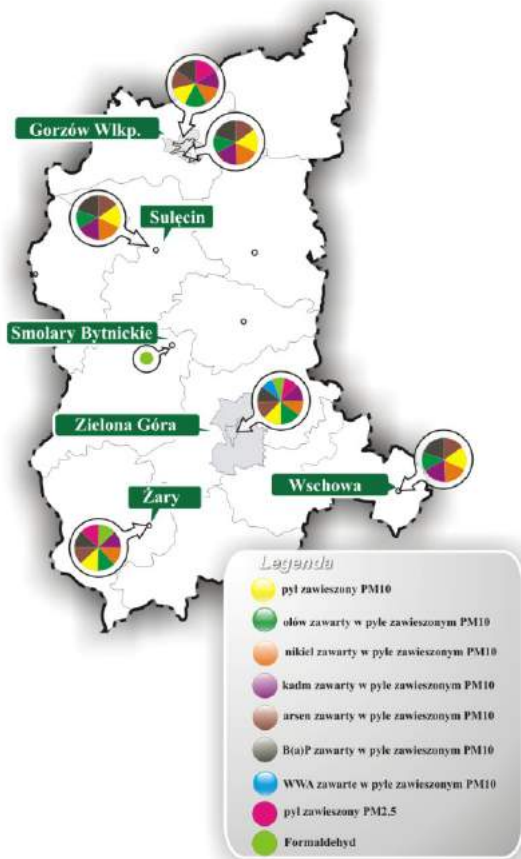 Gorzów Wlkp.
Sulęcin
Smolary Bytnickie
Zielona Góra
Wschowa
Żary
Legenda
pył zawieszony PM10
ołów zawarty w pyle zawieszonym PM10
nikiel zawarty w pyle zawieszonym PM10
kadm zawarty w pyle zawieszonym PM10
arsen zawarty w pyle zawieszonym PM10
B(a)P zawarty w pyle zawieszonym PM10
WWA zawarte w pyle zawieszonym PM10
pył zawieszony PM2.5
Formaldehyd